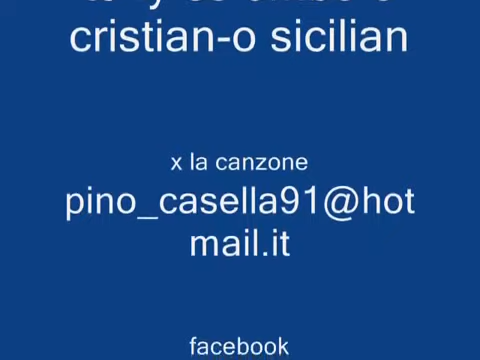 cristian-o sicilian
x la canzone
pino_casella91@hot
mail.it
facebook